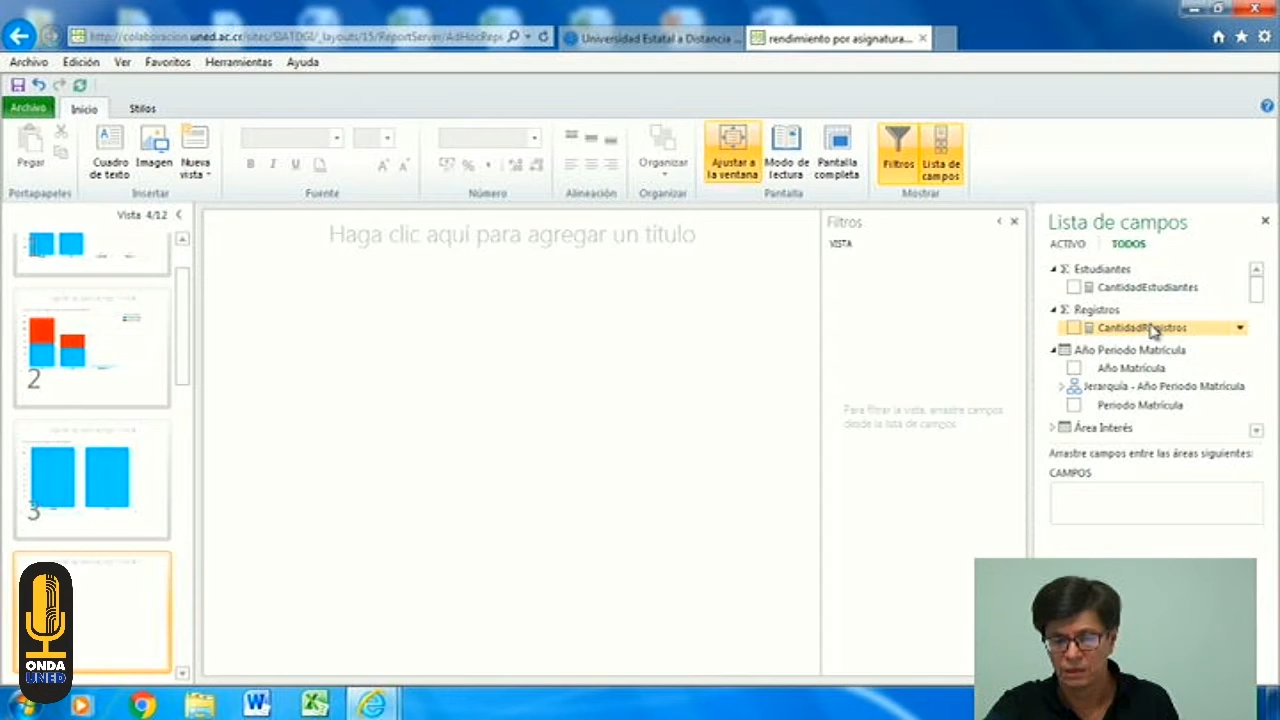 http://colaboracion.uned.ac.cr/sites/SIATDGI/_layouts/15/ReportServer/AdHocRep
Universidad Estatal a Distancia ...
rendimiento por asignatura...
Archivo Edición Ver Favoritos Herramientas Ayuda
Archivo Inicio Stilos
Pegar
Cuadro de texto
Imagen
Nueva vista
N K S
Organizar
Ajustar a la ventana
Modo de lectura
Pantalla completa
Filtros
Lista de campos
Portapapeles Insertar Fuente Número Alineación Organizar Pantalla Mostrar
Vista 4/12
2
3
Haga clic aquí para agregar un título
Filtros
VISTA
Para filtrar la vista, arrastre campos
desde la lista de campos.
Lista de campos
ACTIVO TODOS
Σ Estudiantes
CantidadEstudiantes
Σ Registros
CantidadRegistros
Año Periodo Matrícula
Año Matrícula
Jerarquía - Año Periodo Matrícula
Periodo Matrícula
Área Interés
Arrastre campos entre las áreas siguientes:
CAMPOS
ONDA
UNED